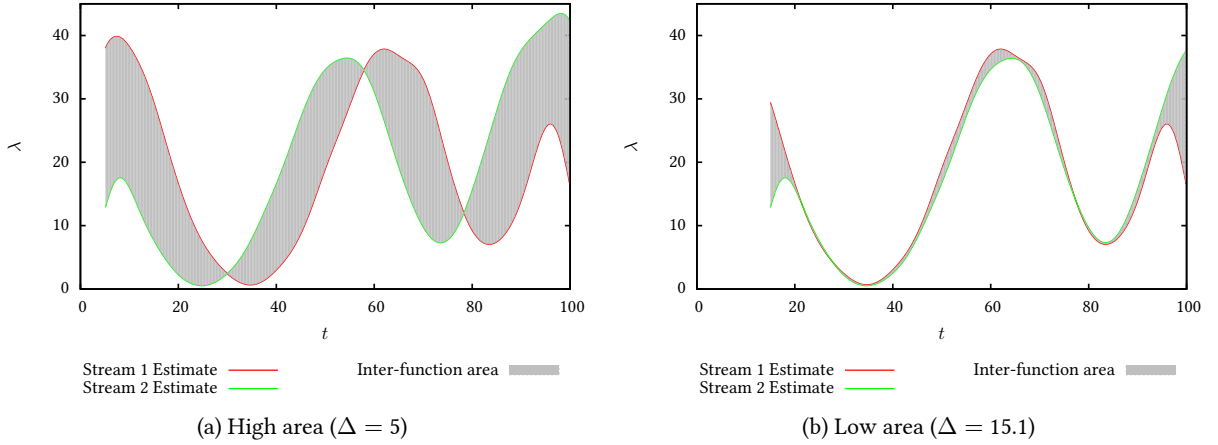 40
30
20
10
0
λ
0 20 40 60 80 100
t
Stream 1 Estimate
Stream 2 Estimate
Inter-function area
(a) High area (Δ = 5)
40
30
20
10
0
λ
0 20 40 60 80 100
t
Stream 1 Estimate
Stream 2 Estimate
Inter-function area
(b) Low area (Δ = 15.1)